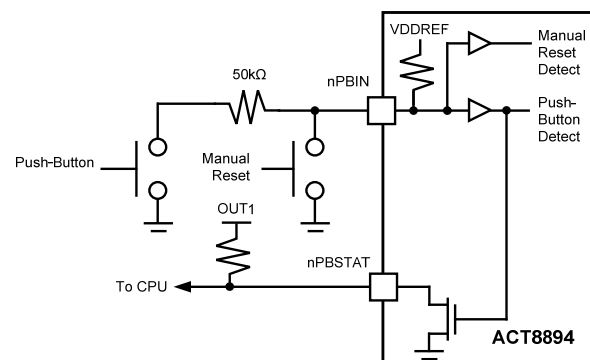 VDDREF
Manual
Reset
Detect
50kΩ
nPBIN
Push-
Button
Detect
Push-Button
Manual
Reset
OUT1
nPBSTAT
To CPU
ACT8894